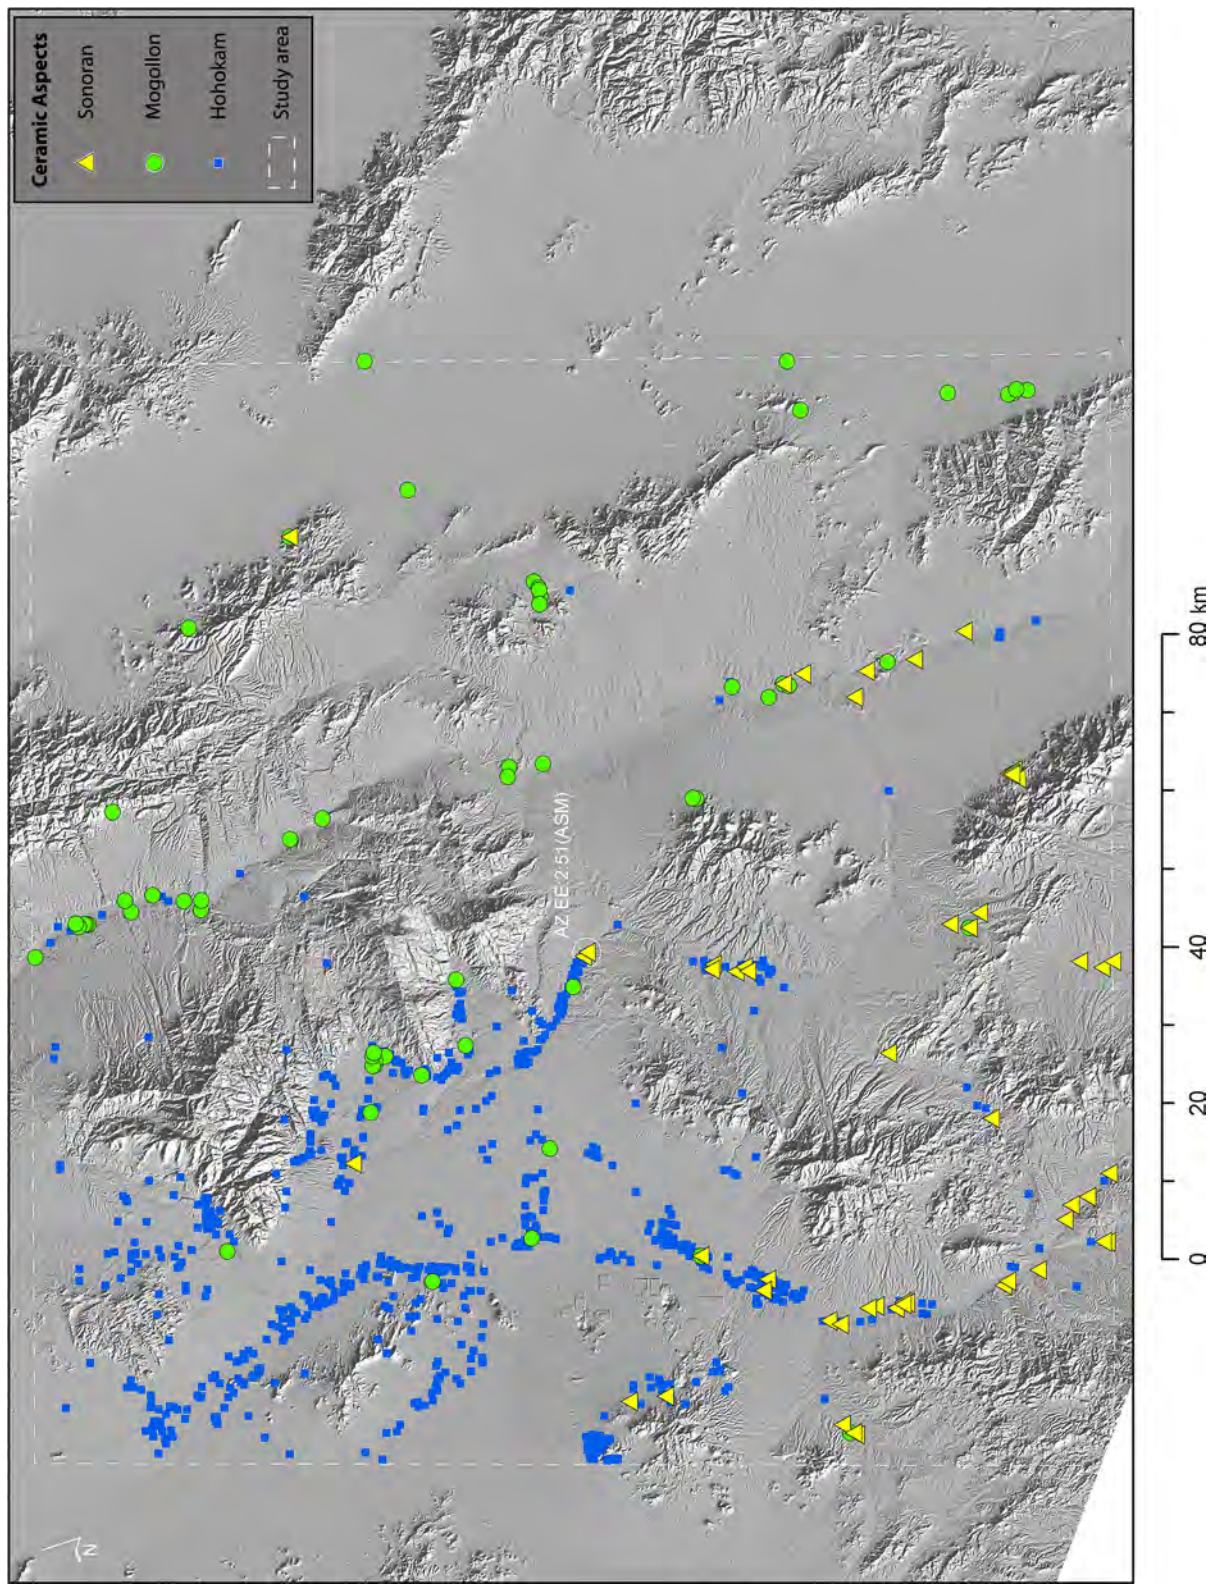 Ceramic Aspects
Sonoran
Mogollon
Hohokam
Study area
AZ EE:2:51(ASM)
N
0
20
40
80 km